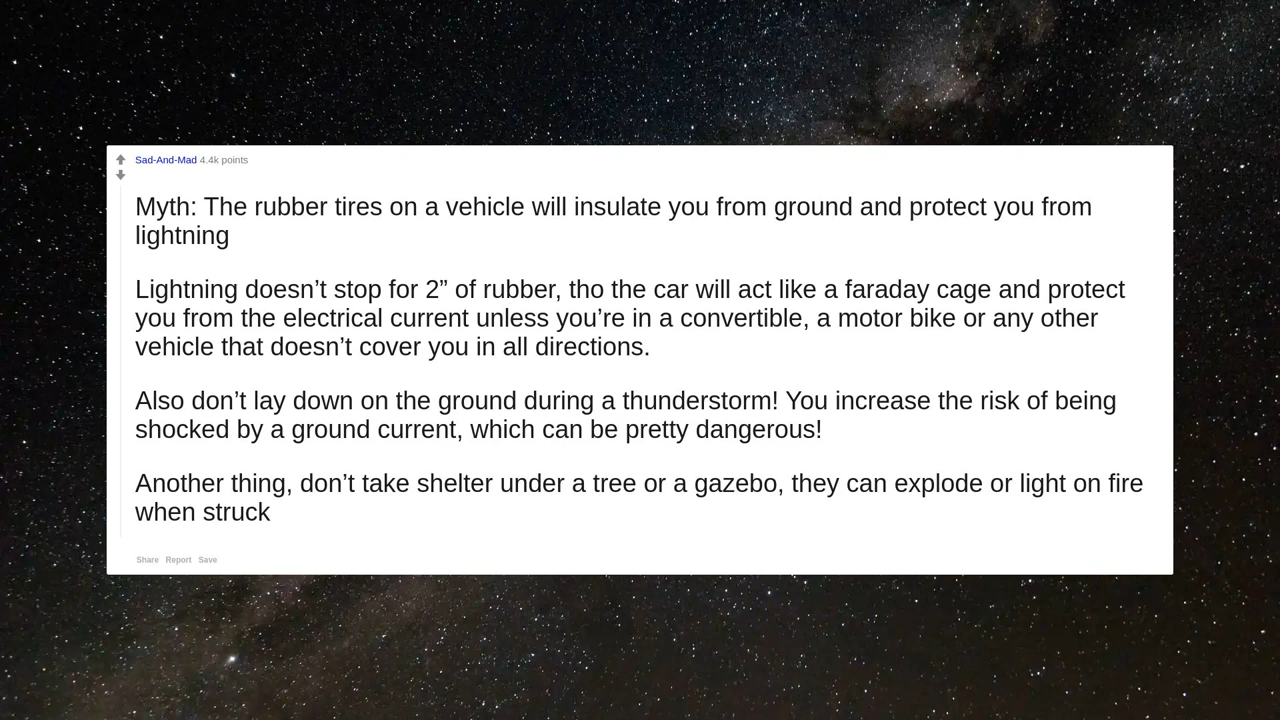 Sad-And-Mad 4.4k points
Myth: The rubber tires on a vehicle will insulate you from ground and protect you from
lightning
Lightning doesn’t stop for 2” of rubber, tho the car will act like a faraday cage and protect
you from the electrical current unless you’re in a convertible, a motor bike or any other
vehicle that doesn’t cover you in all directions.
Also don’t lay down on the ground during a thunderstorm! You increase the risk of being
shocked by a ground current, which can be pretty dangerous!
Another thing, don’t take shelter under a tree or a gazebo, they can explode or light on fire
when struck
Share Report Save